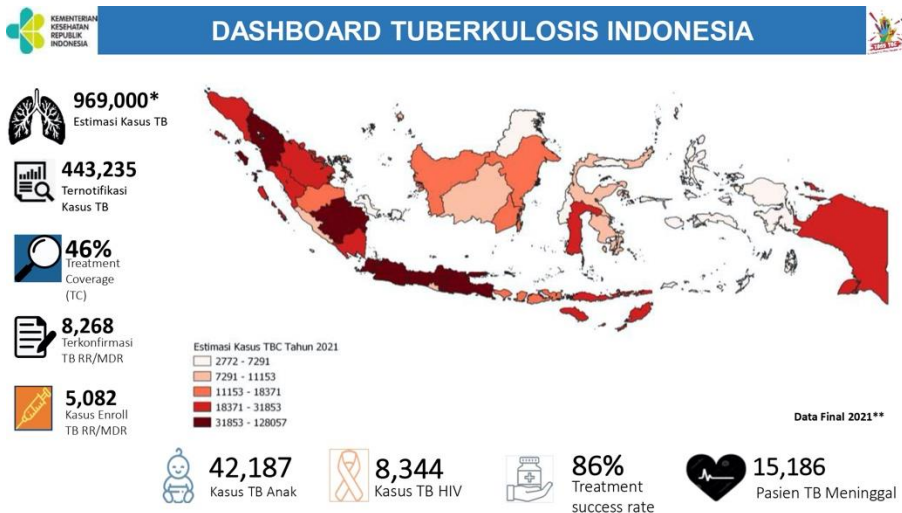 KEMENTERIAN
KESEHATAN
REPUBLIK
INDONESIA
DASHBOARD TUBERKULOSIS INDONESIA
969,000*
Estimasi Kasus TB
443,235
Ternotifikasi
Kasus TB
46%
Treatment
Coverage
(TC)
8,268
Terkonfirmasi
TB RR/MDR
5,082
Kasus Enroll
TB RR/MDR
Estimasi Kasus TBC Tahun 2021
2772 - 7291
7291 - 11153
11153 - 18371
18371 - 31853
31853 - 128057
Data Final 2021**
42,187
Kasus TB Anak
8,344
Kasus TB HIV
86%
Treatment
success rate
15,186
Pasien TB Meninggal